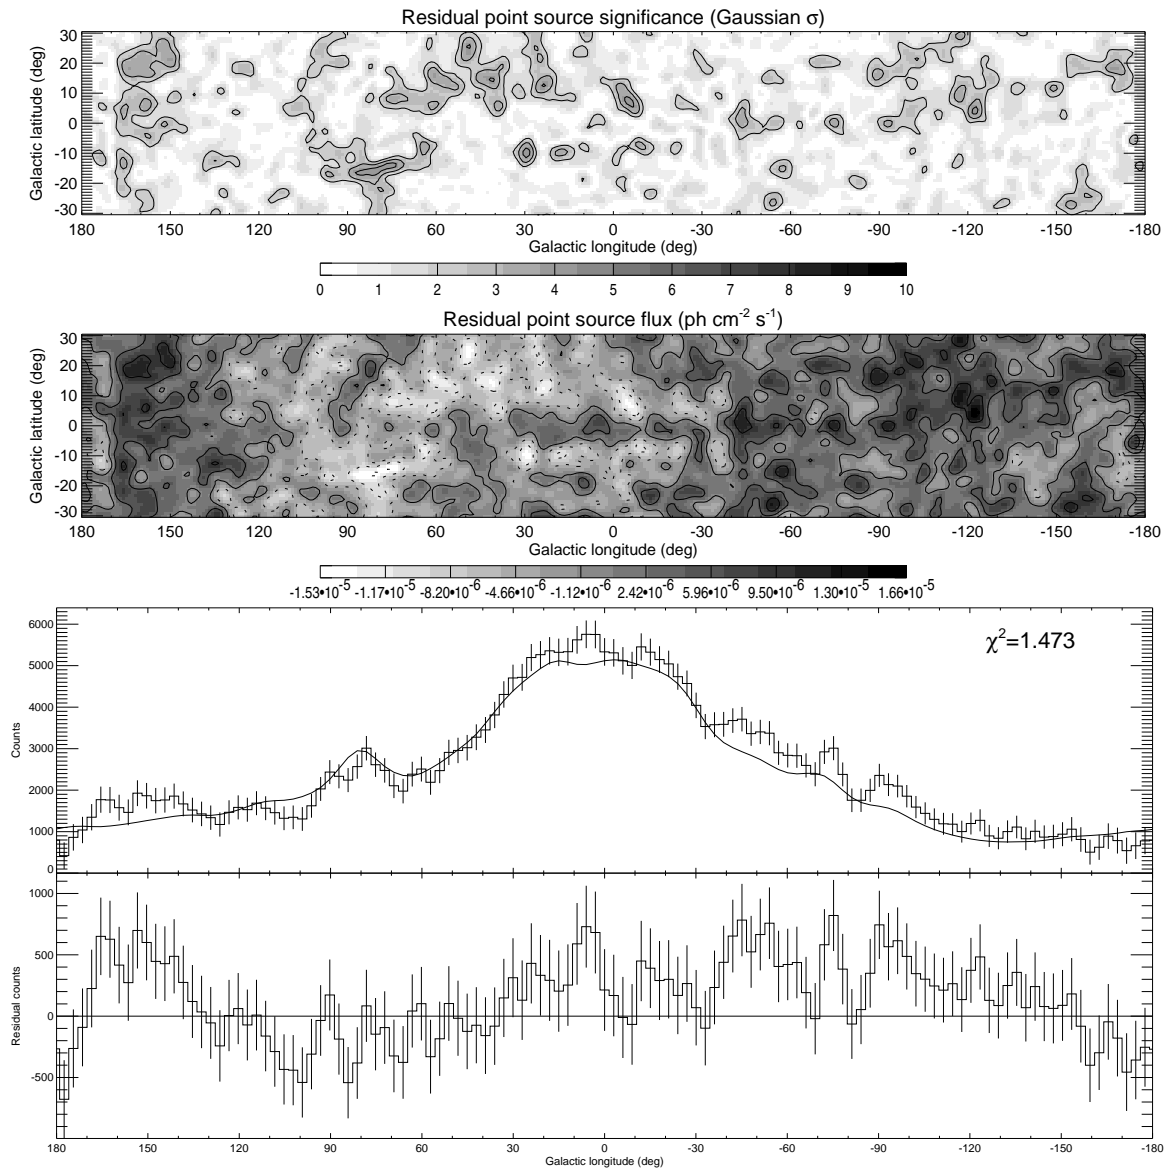 Residual point source significance (Gaussian σ)
Galactic latitude (deg)
30
20
10
0
-10
-20
-30
180 150 120 90 60 30 0 -30 -60 -90 -120 -150 -180
Galactic longitude (deg)
0 1 2 3 4 5 6 7 8 9 10
Residual point source flux (ph cm⁻² s⁻¹)
Galactic latitude (deg)
30
20
10
0
-10
-20
-30
180 150 120 90 60 30 0 -30 -60 -90 -120 -150 -180
Galactic longitude (deg)
-1.53•10⁻⁵ -1.17•10⁻⁵ -8.20•10⁻⁶ -4.66•10⁻⁶ -1.12•10⁻⁶ 2.42•10⁻⁶ 5.96•10⁻⁶ 9.50•10⁻⁶ 1.30•10⁻⁵ 1.66•10⁻⁵
χ²=1.473
Counts
6000
5000
4000
3000
2000
1000
0
Residual counts
1000
500
0
-500
180 150 120 90 60 30 0 -30 -60 -90 -120 -150 -180
Galactic longitude (deg)